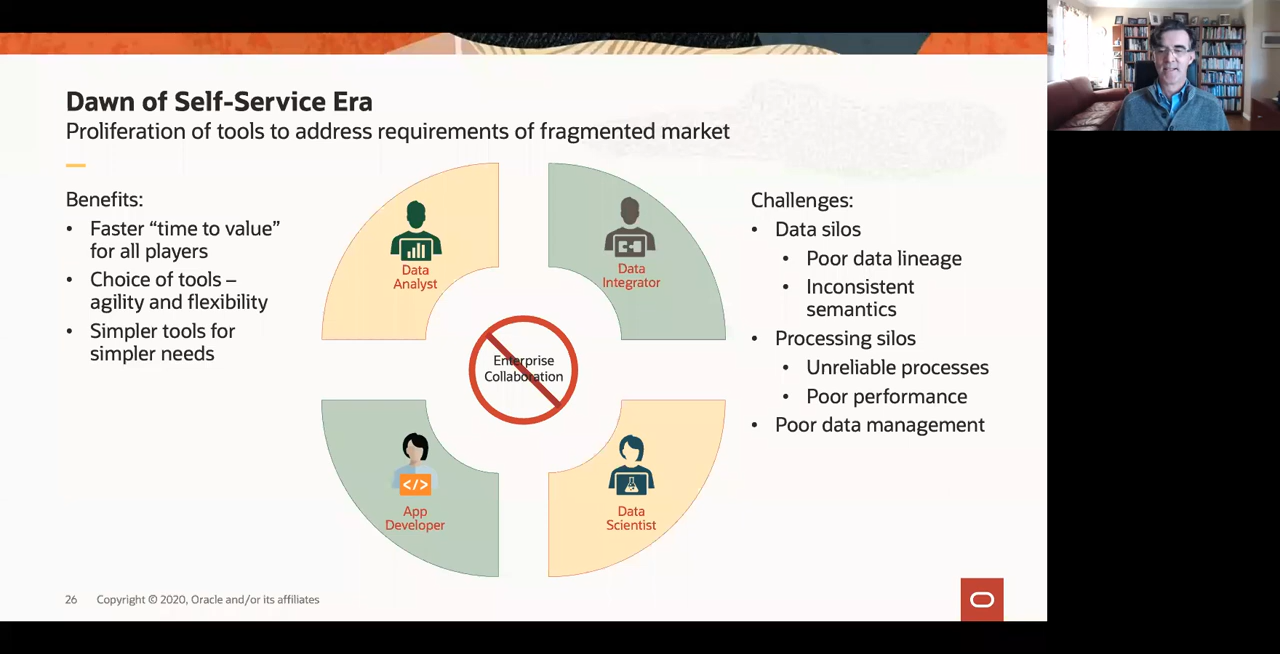 Dawn of Self-Service Era
Proliferation of tools to address requirements of fragmented market
Benefits:
• Faster “time to value”
for all players
• Choice of tools –
agility and flexibility
• Simpler tools for
simpler needs
Data
Analyst
Data
Integrator
Enterprise
Collaboration
App
Developer
</>
Data
Scientist
Challenges:
• Data silos
• Poor data lineage
• Inconsistent
semantics
• Processing silos
• Unreliable processes
• Poor performance
• Poor data management
26 Copyright © 2020, Oracle and/or its affiliates